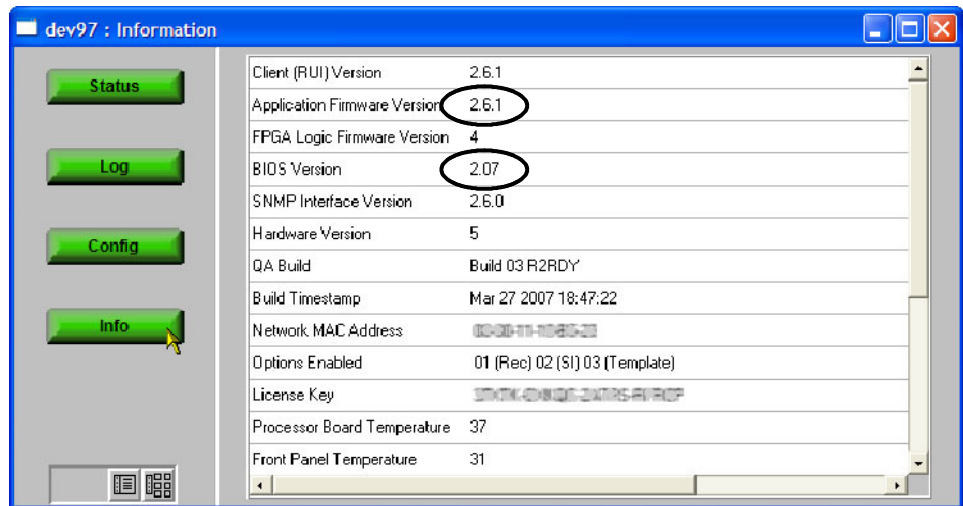 dev97 : Information
Status
Log
Config
Info
Client (RUI) Version 2.6.1
Application Firmware Version 2.6.1
FPGA Logic Firmware Version 4
BIOS Version 2.07
SNMP Interface Version 2.6.0
Hardware Version 5
QA Build Build 03 R2RDY
Build Timestamp Mar 27 2007 18:47:22
Network MAC Address
Options Enabled 01 (Rec) 02 (SI) 03 (Template)
License Key
Processor Board Temperature 37
Front Panel Temperature 31